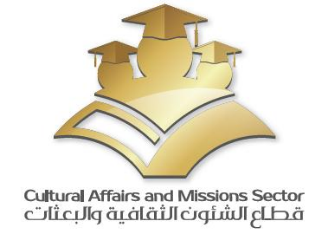 Cultural Affairs and Missions Sector
قطاع الشئون الثقافية والبعثات